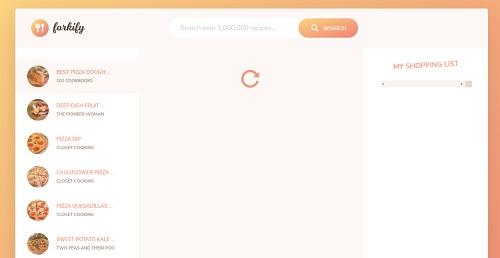 forkify
Search over 1,000,000 recipes...
SEARCH
BEST PIZZA DOUGH ...
101 COOKBOOKS
DEEP DISH FRUIT ...
THE PIONEER WOMAN
PIZZA DIP
CLOSET COOKING
CAULIFLOWER PIZZA ...
CLOSET COOKING
PIZZA QUESADILLAS ...
CLOSET COOKING
SWEET POTATO KALE ...
TWO PEAS AND THEIR POD
MY SHOPPING LIST